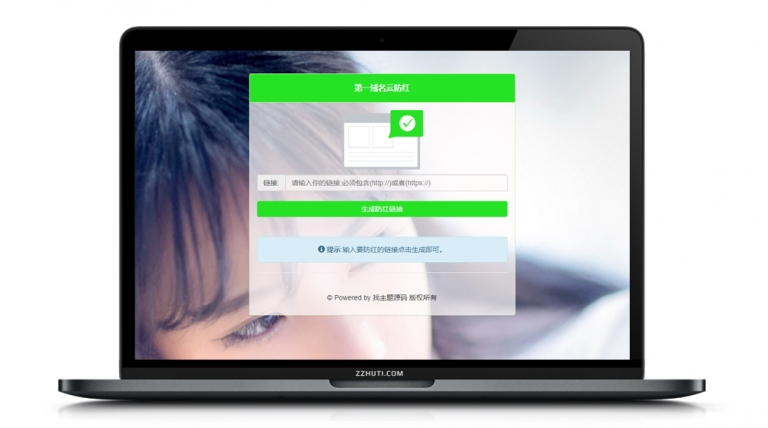 第一域名云防红
链接: 请输入你的链接:必须包含(http://)或者(https://)
生成防红链接
提示:输入要防红的链接点击生成即可。
© Powered by 找主题源码 版权所有
ZZHUTI.COM